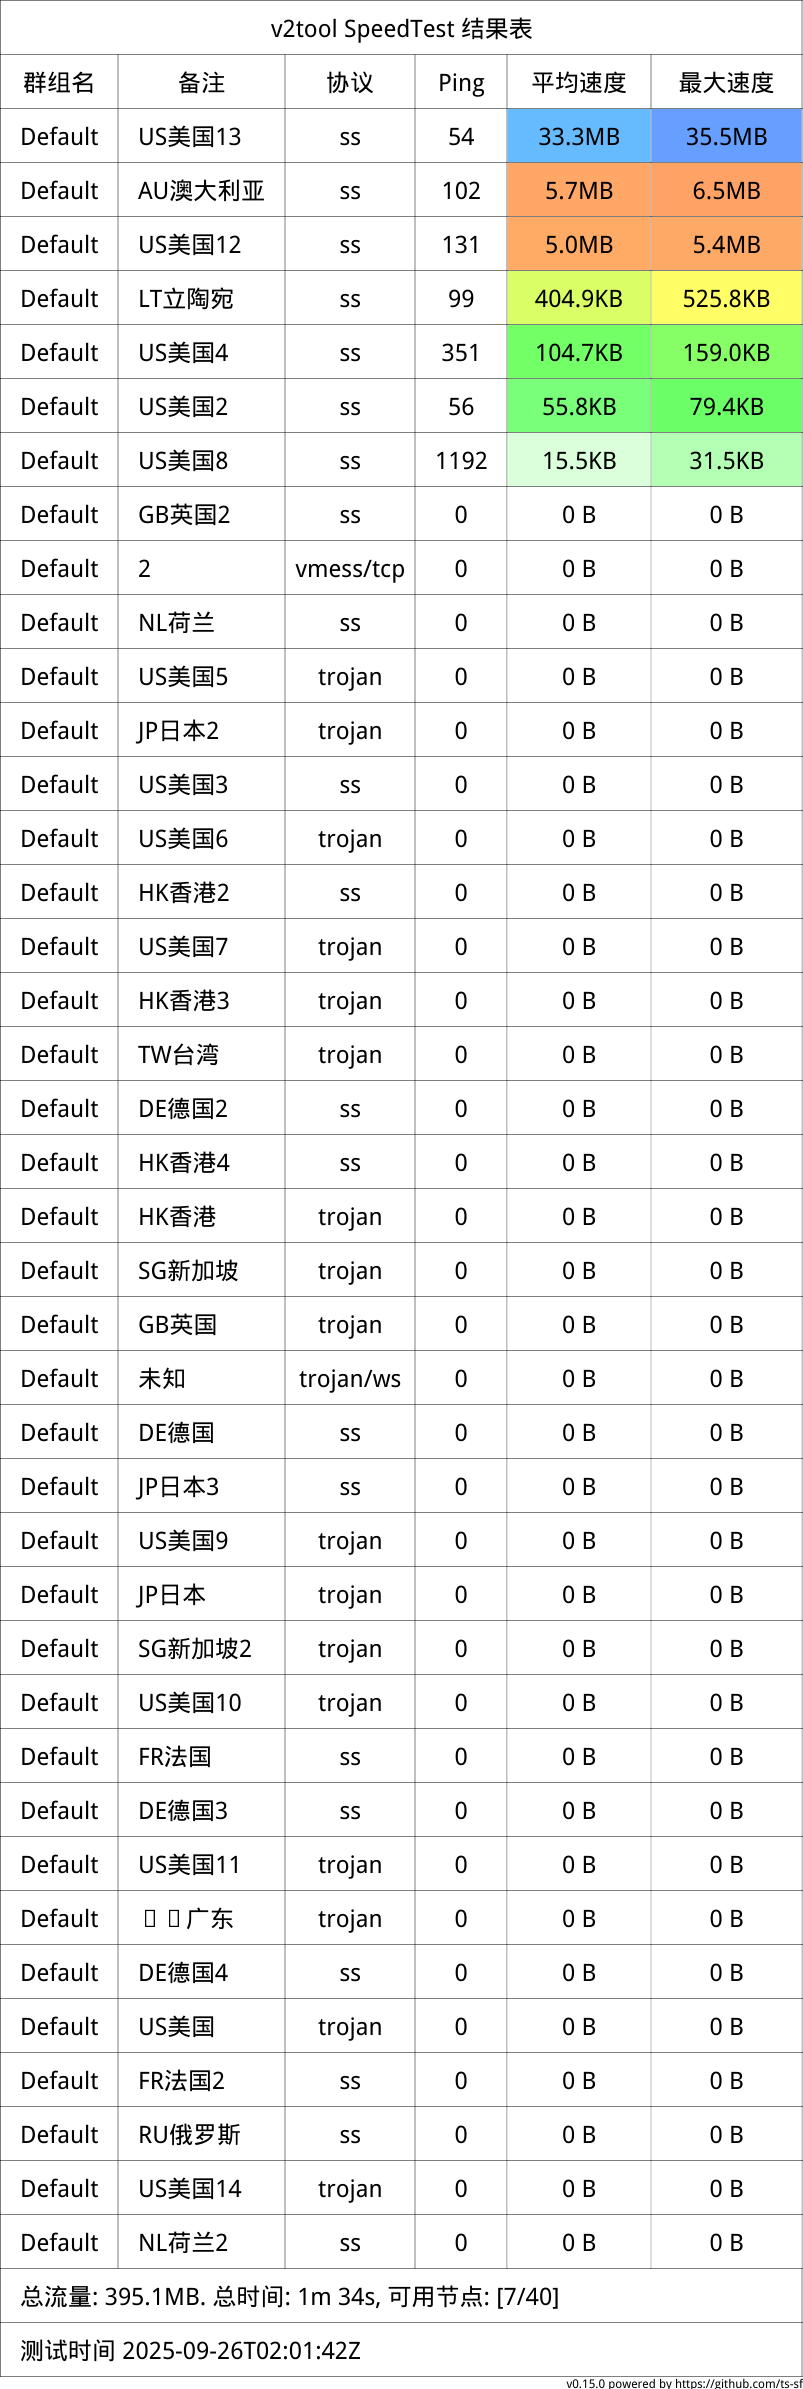 v2tool SpeedTest 结果表
群组名 备注 协议 Ping 平均速度 最大速度
Default US美国13 ss 54 33.3MB 35.5MB
Default AU澳大利亚 ss 102 5.7MB 6.5MB
Default US美国12 ss 131 5.0MB 5.4MB
Default LT立陶宛 ss 99 404.9KB 525.8KB
Default US美国4 ss 351 104.7KB 159.0KB
Default US美国2 ss 56 55.8KB 79.4KB
Default US美国8 ss 1192 15.5KB 31.5KB
Default GB英国2 ss 0 0 B 0 B
Default 2 vmess/tcp 0 0 B 0 B
Default NL荷兰 ss 0 0 B 0 B
Default US美国5 trojan 0 0 B 0 B
Default JP日本2 trojan 0 0 B 0 B
Default US美国3 ss 0 0 B 0 B
Default US美国6 trojan 0 0 B 0 B
Default HK香港2 ss 0 0 B 0 B
Default US美国7 trojan 0 0 B 0 B
Default HK香港3 trojan 0 0 B 0 B
Default TW台湾 trojan 0 0 B 0 B
Default DE德国2 ss 0 0 B 0 B
Default HK香港4 ss 0 0 B 0 B
Default HK香港 trojan 0 0 B 0 B
Default SG新加坡 trojan 0 0 B 0 B
Default GB英国 trojan 0 0 B 0 B
Default 未知 trojan/ws 0 0 B 0 B
Default DE德国 ss 0 0 B 0 B
Default JP日本3 ss 0 0 B 0 B
Default US美国9 trojan 0 0 B 0 B
Default JP日本 trojan 0 0 B 0 B
Default SG新加坡2 trojan 0 0 B 0 B
Default US美国10 trojan 0 0 B 0 B
Default FR法国 ss 0 0 B 0 B
Default DE德国3 ss 0 0 B 0 B
Default US美国11 trojan 0 0 B 0 B
Default 广东 trojan 0 0 B 0 B
Default DE德国4 ss 0 0 B 0 B
Default US美国 trojan 0 0 B 0 B
Default FR法国2 ss 0 0 B 0 B
Default RU俄罗斯 ss 0 0 B 0 B
Default US美国14 trojan 0 0 B 0 B
Default NL荷兰2 ss 0 0 B 0 B
总流量: 395.1MB. 总时间: 1m 34s, 可用节点: [7/40]
测试时间 2025-09-26T02:01:42Z
v0.15.0 powered by https://github.com/ts-sf